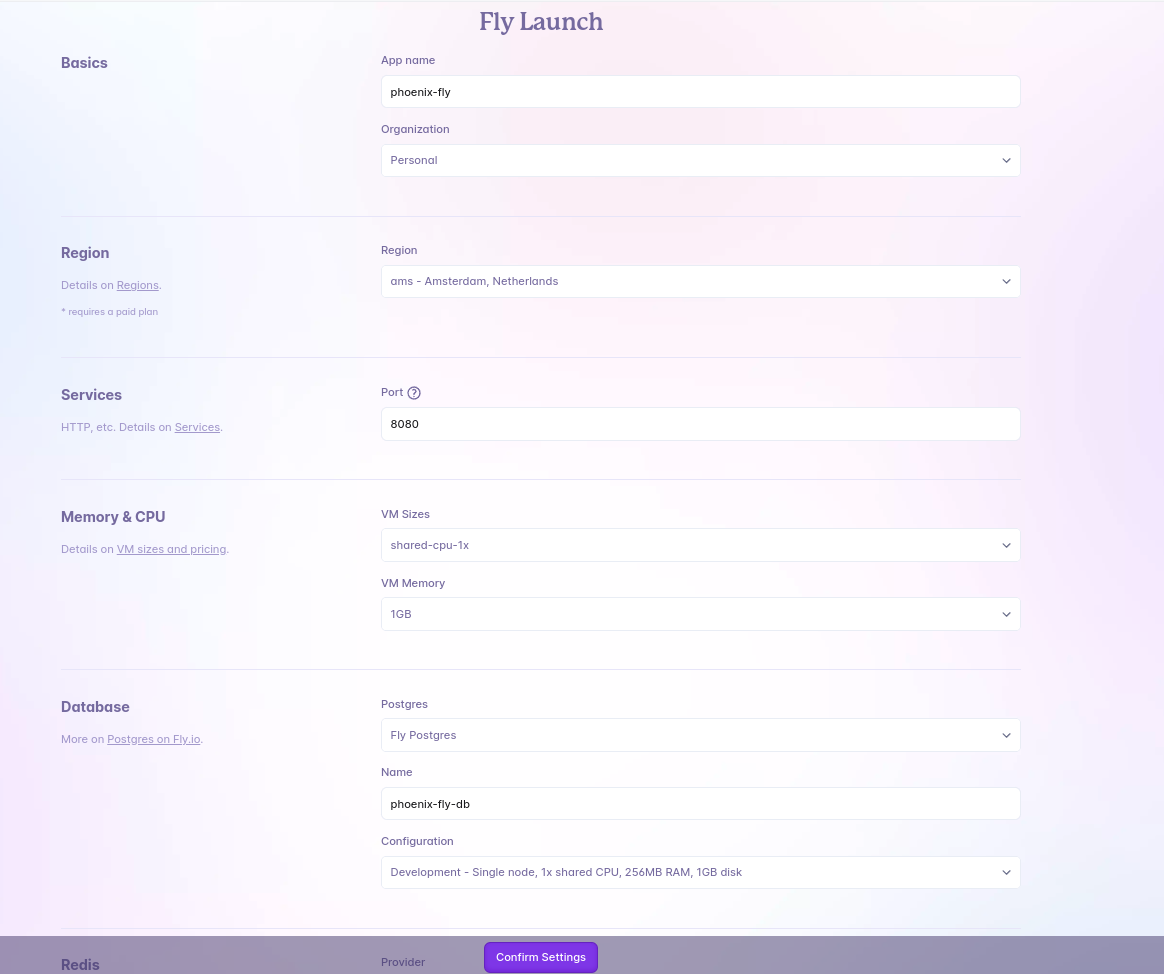 Fly Launch
Basics
App name
phoenix-fly
Organization
Personal
Region
Details on Regions.
* requires a paid plan
Region
ams - Amsterdam, Netherlands
Services
HTTP, etc. Details on Services.
Port ?
8080
Memory & CPU
Details on VM sizes and pricing.
VM Sizes
shared-cpu-1x
VM Memory
1GB
Database
More on Postgres on Fly.io.
Postgres
Fly Postgres
Name
phoenix-fly-db
Configuration
Development - Single node, 1x shared CPU, 256MB RAM, 1GB disk
Redis
Provider
Confirm Settings